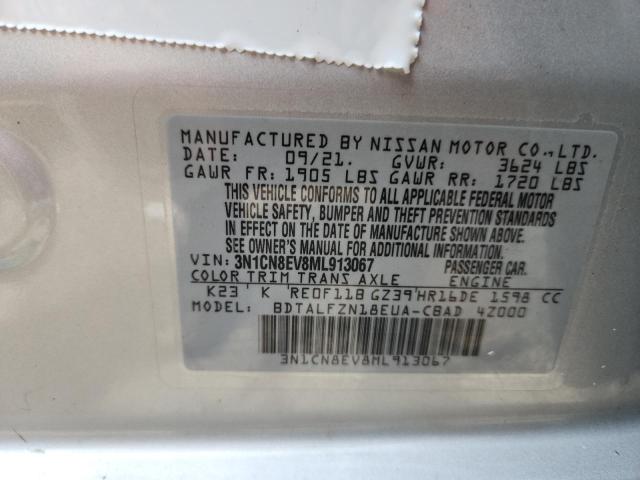 MANUFACTURED BY NISSAN MOTOR CO.,LTD.
DATE: 09/21. GVWR: 3624 LBS
GAWR FR: 1905 LBS GAWR RR: 1720 LBS
THIS VEHICLE CONFORMS TO ALL APPLICABLE FEDERAL MOTOR
VEHICLE SAFETY, BUMPER AND THEFT PREVENTION STANDARDS
IN EFFECT ON THE DATE OF MANUFACTURE SHOWN ABOVE.
SEE OWNER'S MANUAL FOR ADDITIONAL INFORMATION.
VIN: 3N1CN8EV8ML913067 PASSENGER CAR.
COLOR TRIM TRANS AXLE ENGINE
K23 K RE0F11B GZ39 HR16DE 1598 CC
MODEL: BDTALFZN18EUA-CBAD 4Z000
3N1CN8EV8ML913067